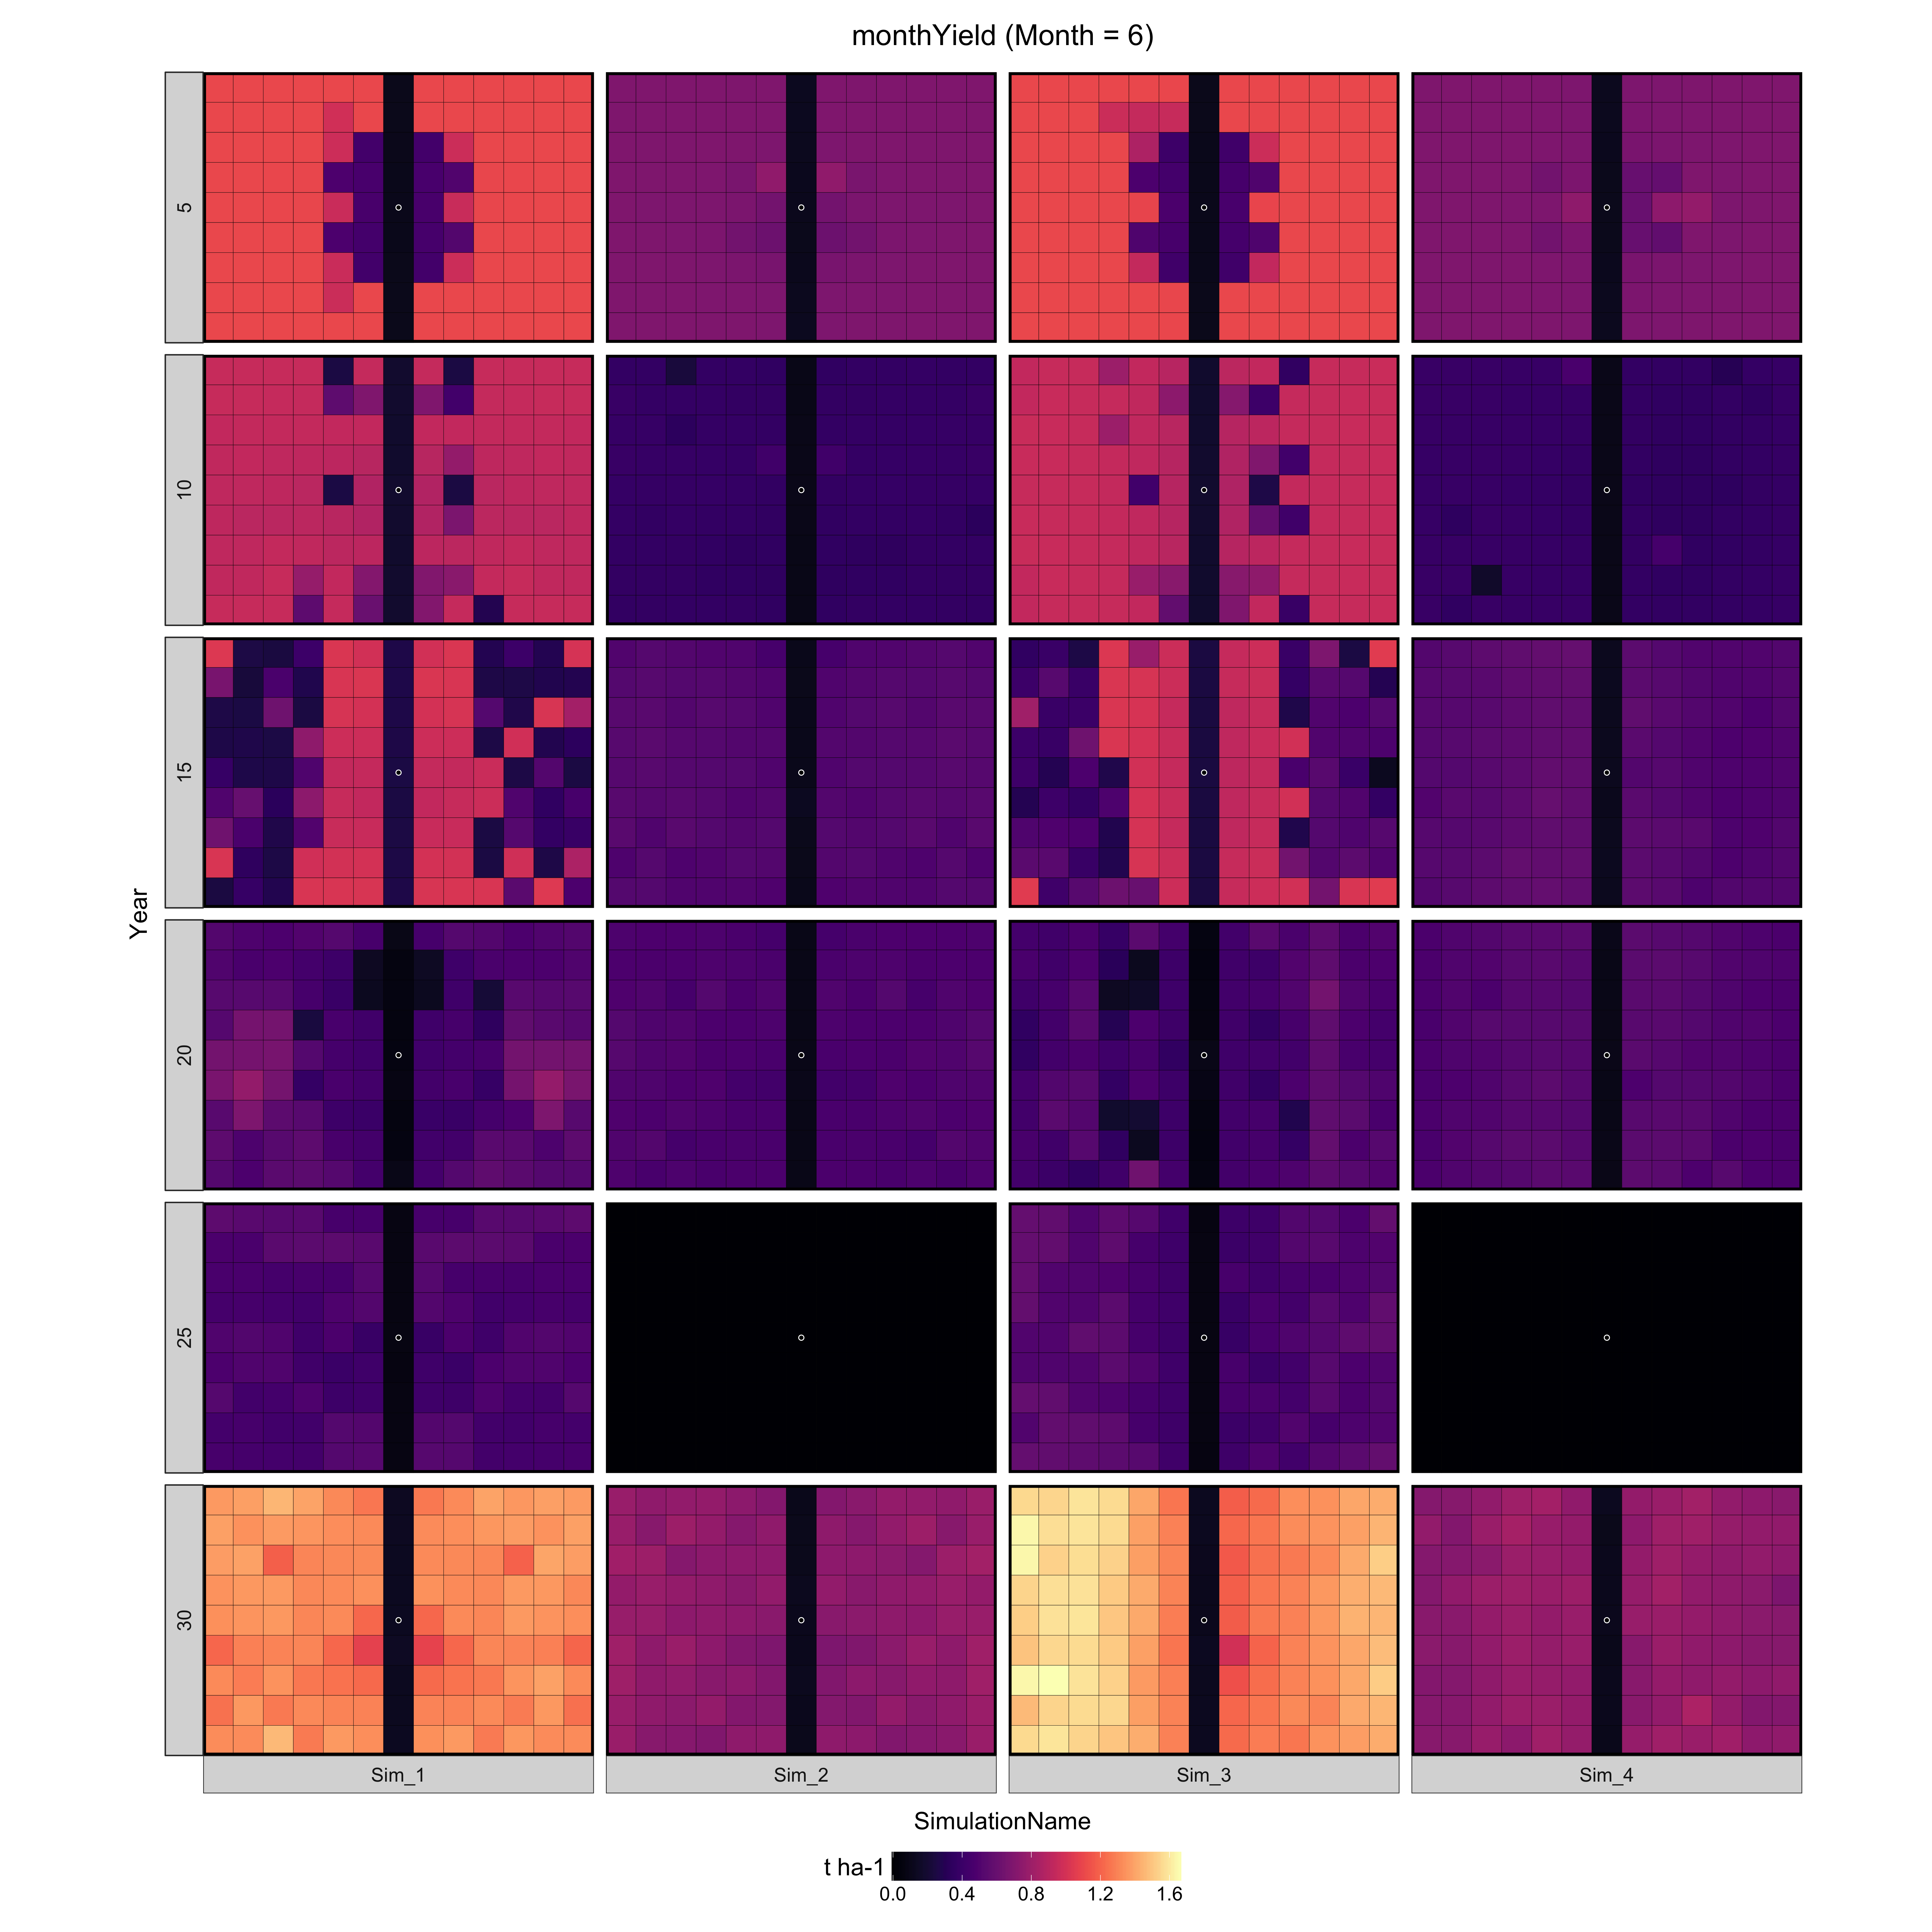 monthYield (Month = 6)
Year
5
10
15
20
25
30
Sim_1
Sim_2
Sim_3
Sim_4
SimulationName
t ha-1
0.0 0.4 0.8 1.2 1.6